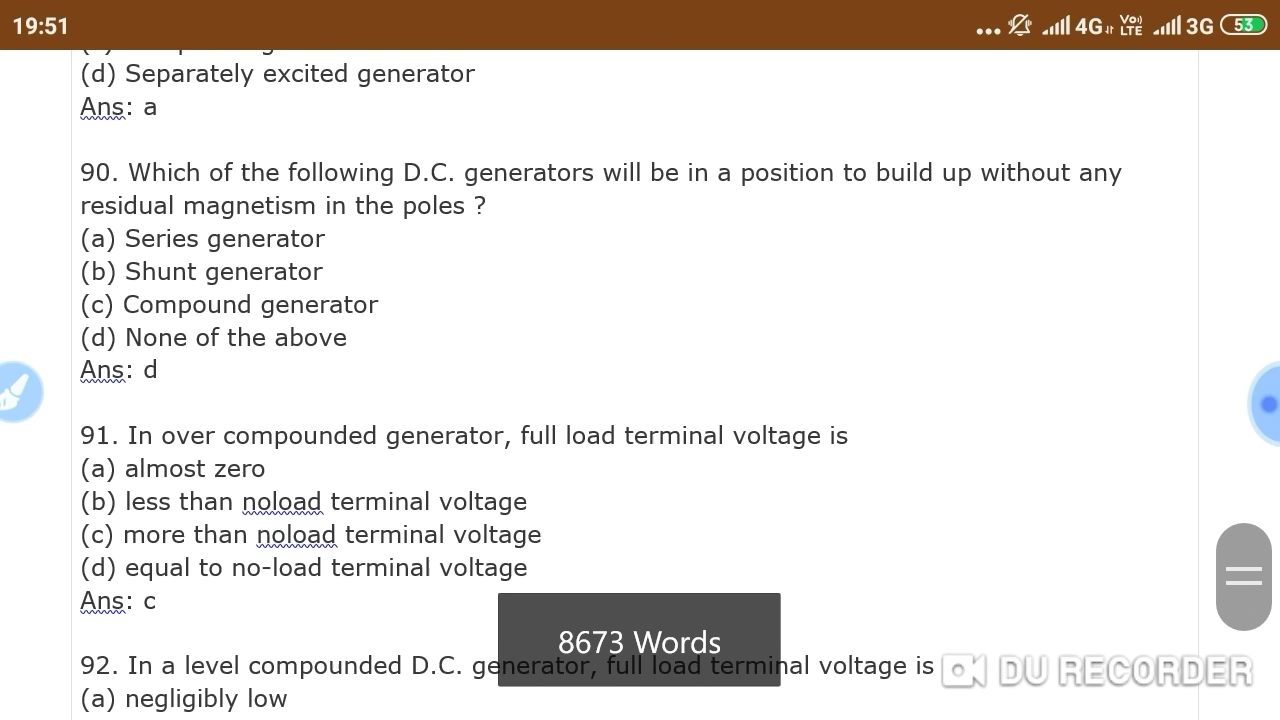 19:51 ... 4G Vo)) LTE 3G 53
(d) Separately excited generator
Ans: a
90. Which of the following D.C. generators will be in a position to build up without any
residual magnetism in the poles ?
(a) Series generator
(b) Shunt generator
(c) Compound generator
(d) None of the above
Ans: d
91. In over compounded generator, full load terminal voltage is
(a) almost zero
(b) less than noload terminal voltage
(c) more than noload terminal voltage
(d) equal to no-load terminal voltage
Ans: c
8673 Words
92. In a level compounded D.C. generator, full load terminal voltage is
DU RECORDER
(a) negligibly low